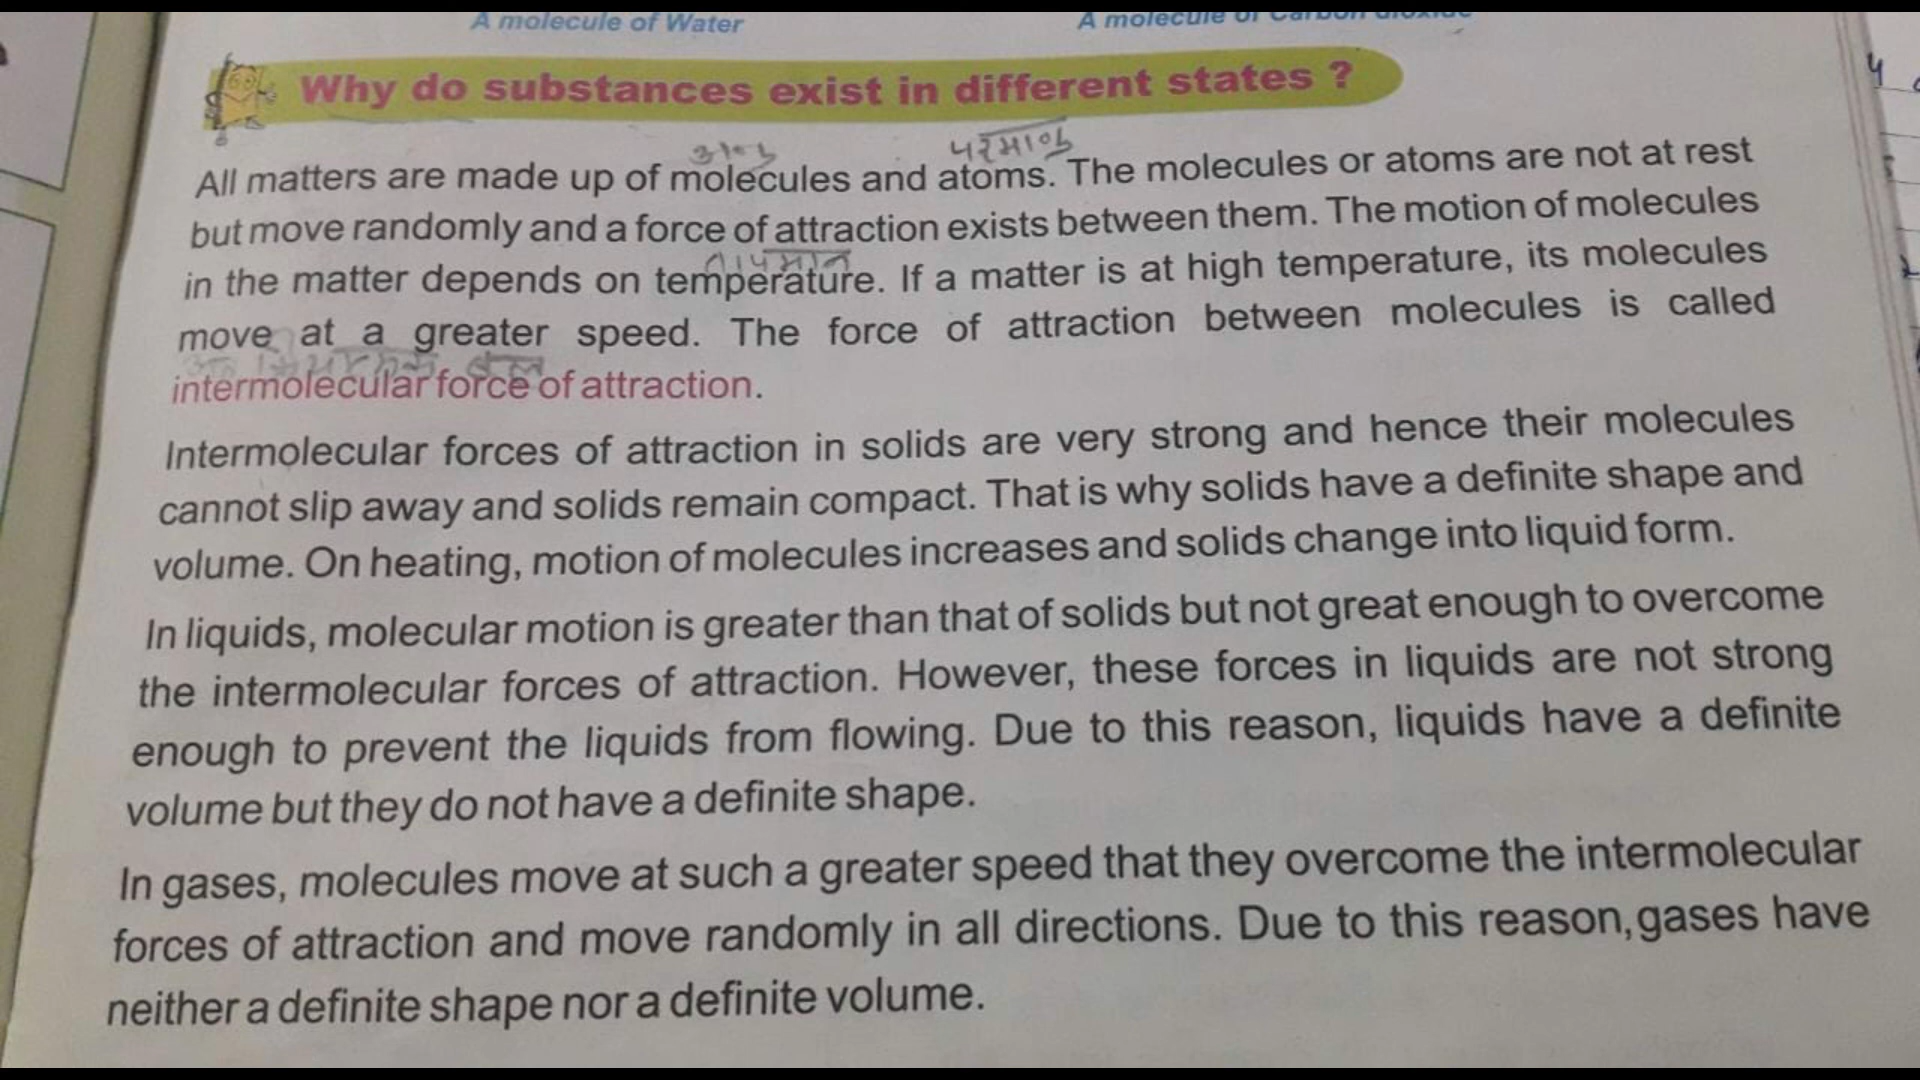 A molecule of Water
A molecule of Carbon dioxide
Why do substances exist in different states ?
अणु
परमाणु
All matters are made up of molecules and atoms. The molecules or atoms are not at rest
but move randomly and a force of attraction exists between them. The motion of molecules
तापमान
in the matter depends on temperature. If a matter is at high temperature, its molecules
move at a greater speed. The force of attraction between molecules is called
बल
intermolecular force of attraction.
Intermolecular forces of attraction in solids are very strong and hence their molecules
cannot slip away and solids remain compact. That is why solids have a definite shape and
volume. On heating, motion of molecules increases and solids change into liquid form.
In liquids, molecular motion is greater than that of solids but not great enough to overcome
the intermolecular forces of attraction. However, these forces in liquids are not strong
enough to prevent the liquids from flowing. Due to this reason, liquids have a definite
volume but they do not have a definite shape.
In gases, molecules move at such a greater speed that they overcome the intermolecular
forces of attraction and move randomly in all directions. Due to this reason, gases have
neither a definite shape nor a definite volume.